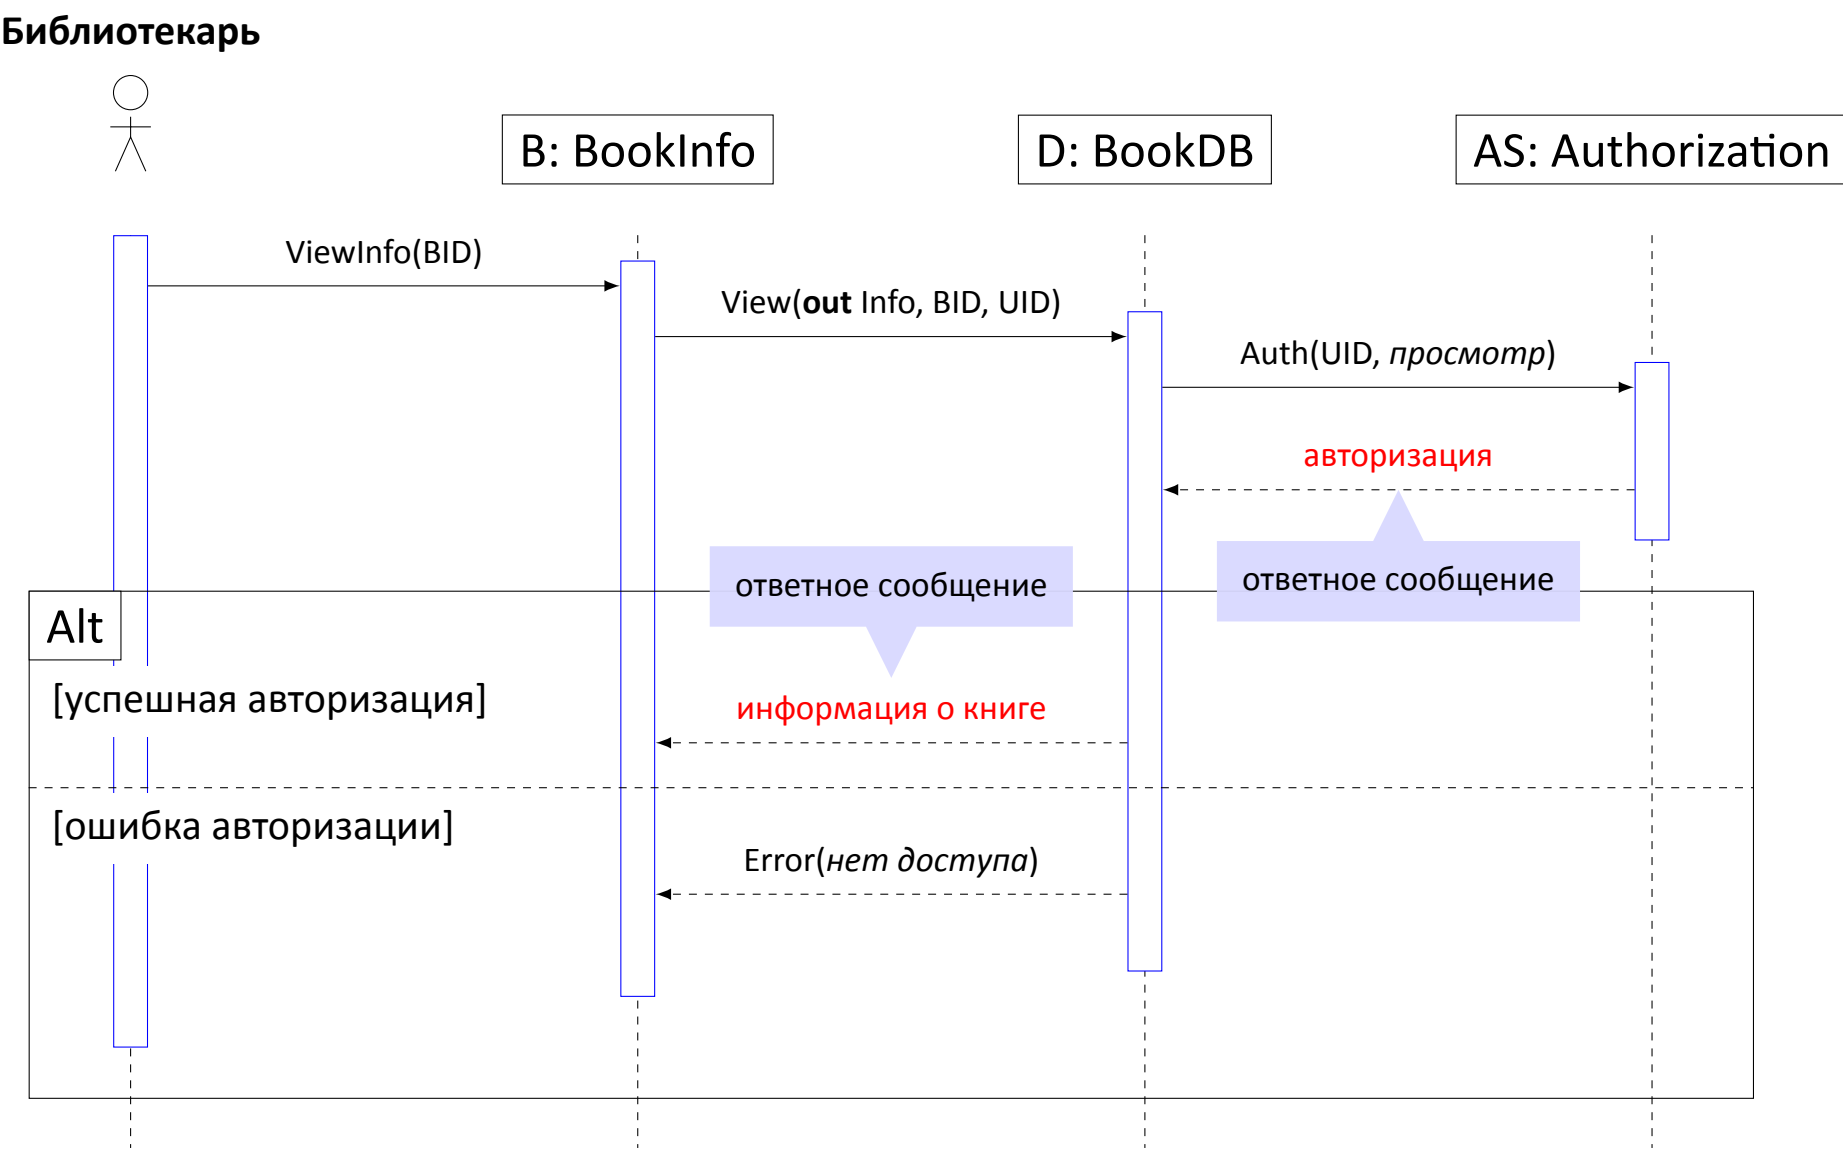 Библиотекарь
B: BookInfo
D: BookDB
AS: Authorization
ViewInfo(BID)
View(out Info, BID, UID)
Auth(UID, просмотр)
авторизация
ответное сообщение
ответное сообщение
Alt
[успешная авторизация]
информация о книге
[ошибка авторизации]
Error(нет доступа)